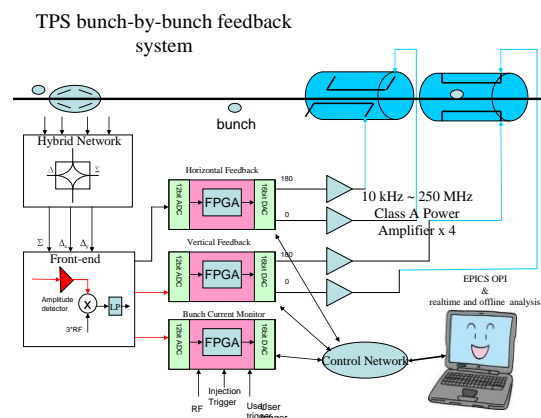 TPS bunch-by-bunch feedback
system
bunch
Hybrid Network
Δ Σ
Horizontal Feedback
12bit ADC
FPGA
16bit DAC
180
0
10 kHz ~ 250 MHz
Class A Power
Amplifier x 4
Σ Δ Δ
Front-end
Amplitude
detector
X
LP
3*RF
Vertical Feedback
12bit ADC
FPGA
16bit DAC
180
0
Bunch Current Monitor
12bit ADC
FPGA
16bit DAC
RF
Injection
Trigger
User
trigger
User
Control Network
EPICS OPI
&
realtime and offline analysis